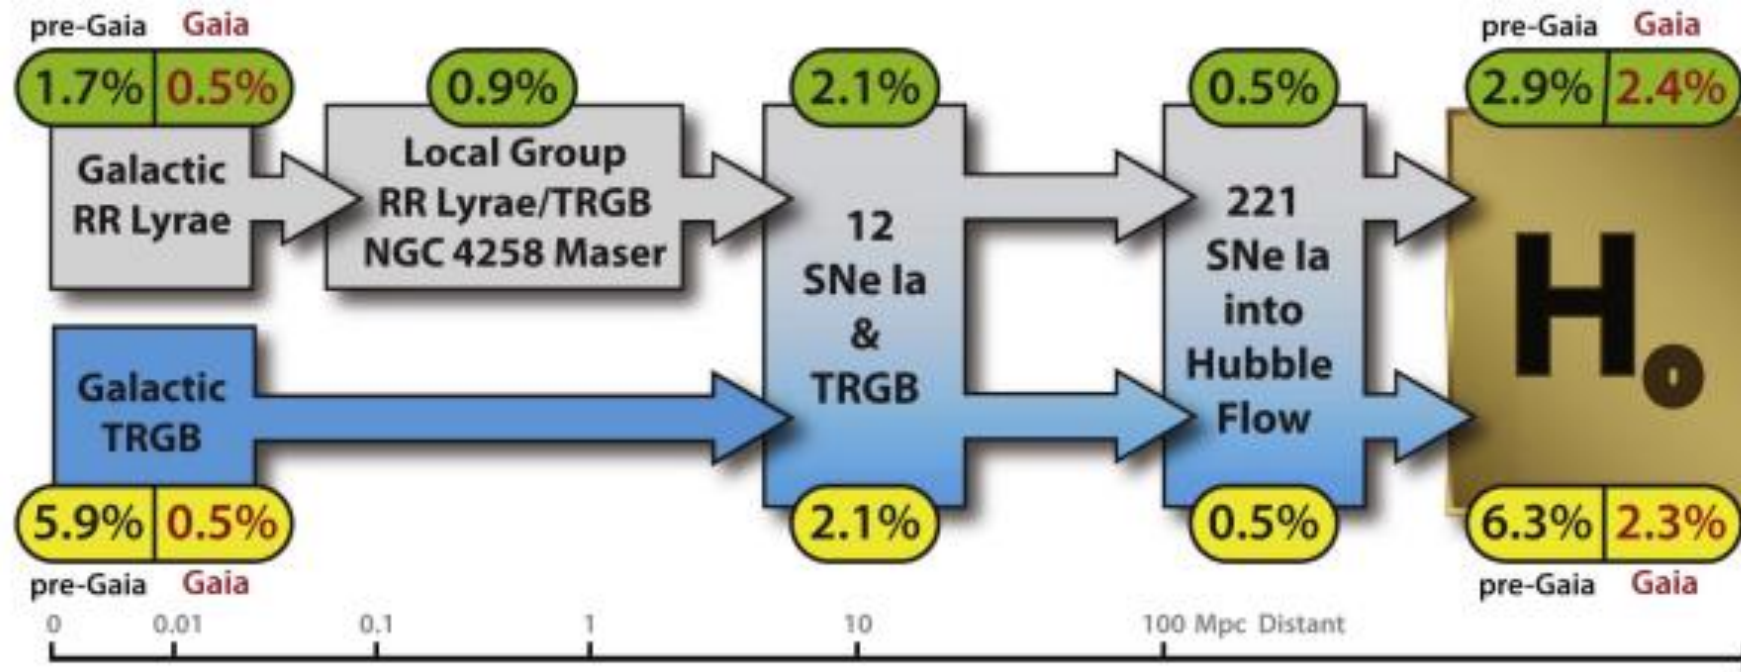 pre-Gaia Gaia
1.7% 0.5%
0.9%
2.1%
0.5%
pre-Gaia Gaia
2.9% 2.4%
Galactic
RR Lyrae
Local Group
RR Lyrae/TRGB
NGC 4258 Maser
12
SNe Ia
&
TRGB
221
SNe Ia
into
Hubble
Flow
H0
Galactic
TRGB
5.9% 0.5%
pre-Gaia Gaia
2.1%
0.5%
6.3% 2.3%
pre-Gaia Gaia
0 0.01 0.1 1 10 100 Mpc Distant